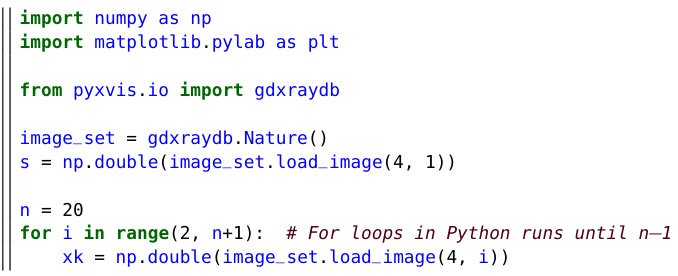 import numpy as np
import matplotlib.pylab as plt
from pyxvis.io import gdxraydb
image_set = gdxraydb.Nature()
s = np.double(image_set.load_image(4, 1))
n = 20
for i in range(2, n+1):  # For loops in Python runs until n−1
    xk = np.double(image_set.load_image(4, i))